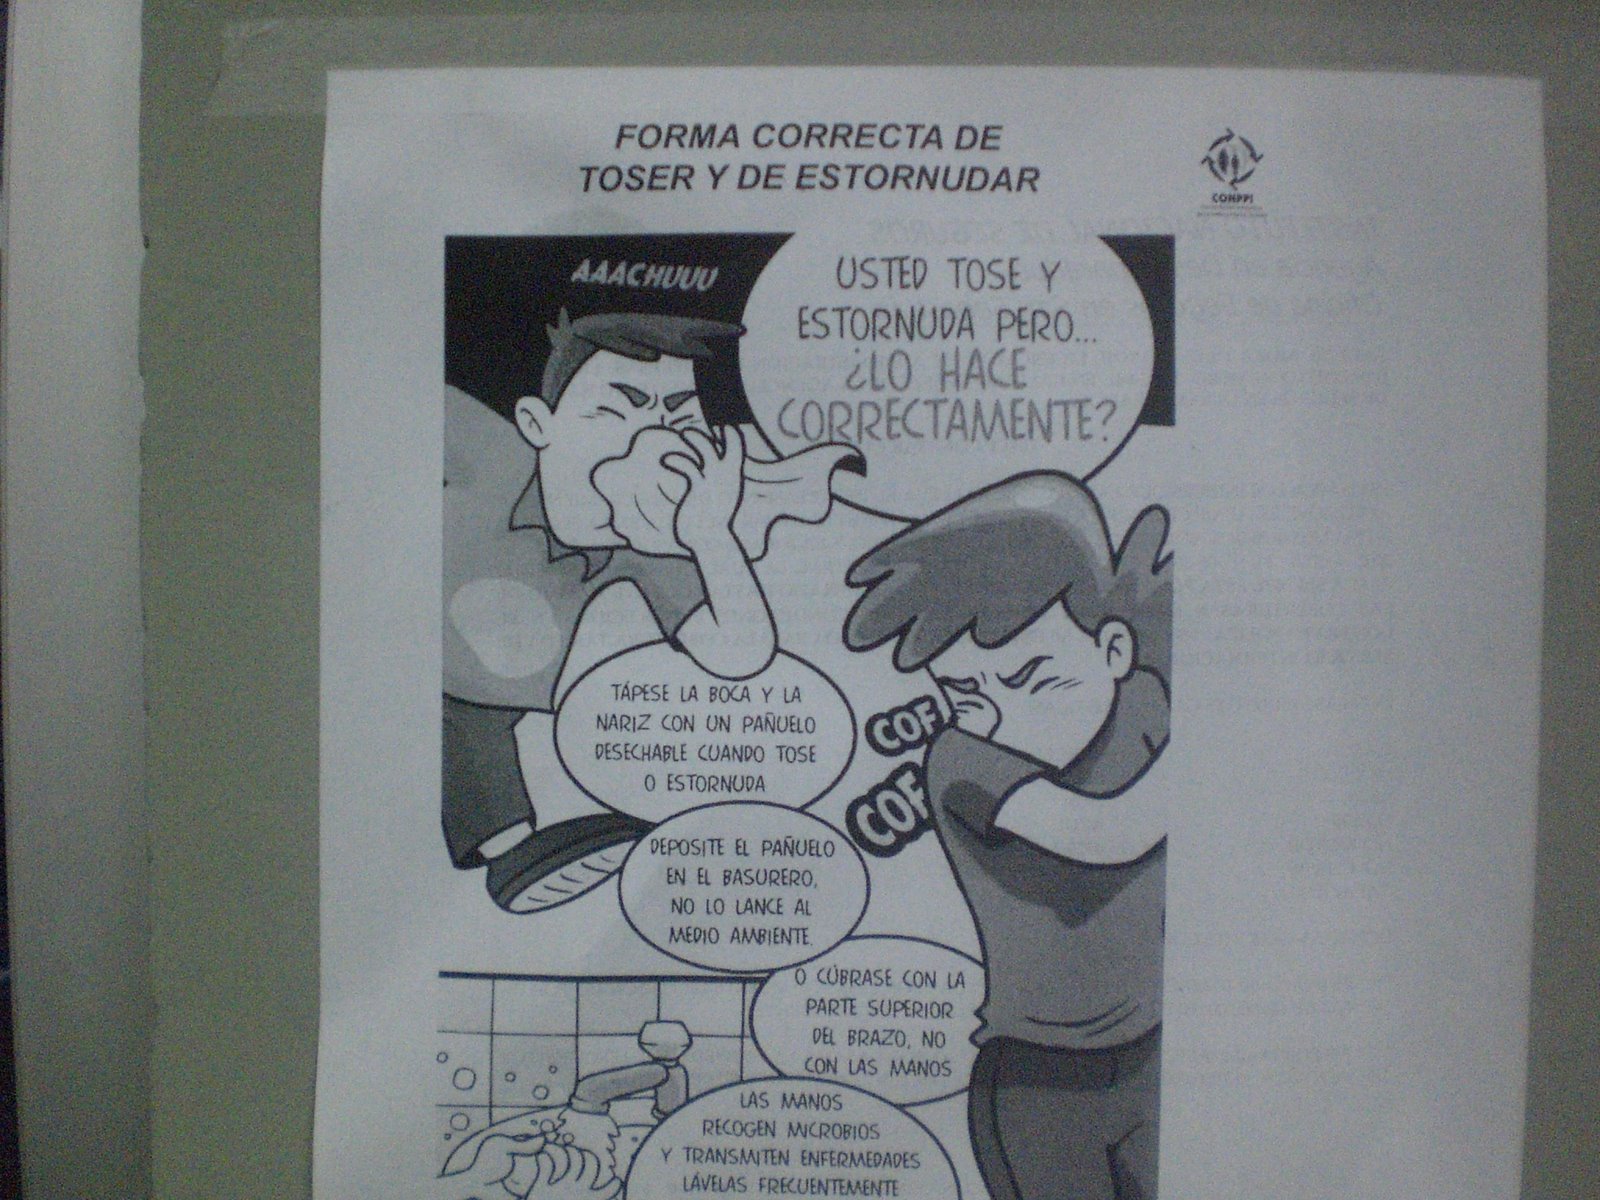 FORMA CORRECTA DE
TOSER Y DE ESTORNUDAR
CONPPI
AAACHUUU
USTED TOSE Y
ESTORNUDA PERO...
¿LO HACE
CORRECTAMENTE?
TÁPESE LA BOCA Y LA
NARIZ CON UN PAÑUELO
DESECHABLE CUANDO TOSE
O ESTORNUDA
COF
COF
DEPOSITE EL PAÑUELO
EN EL BASURERO,
NO LO LANCE AL
MEDIO AMBIENTE.
O CÚBRASE CON LA
PARTE SUPERIOR
DEL BRAZO, NO
CON LAS MANOS
LAS MANOS
RECOGEN MICROBIOS
Y TRANSMITEN ENFERMEDADES
LÁVELAS FRECUENTEMENTE